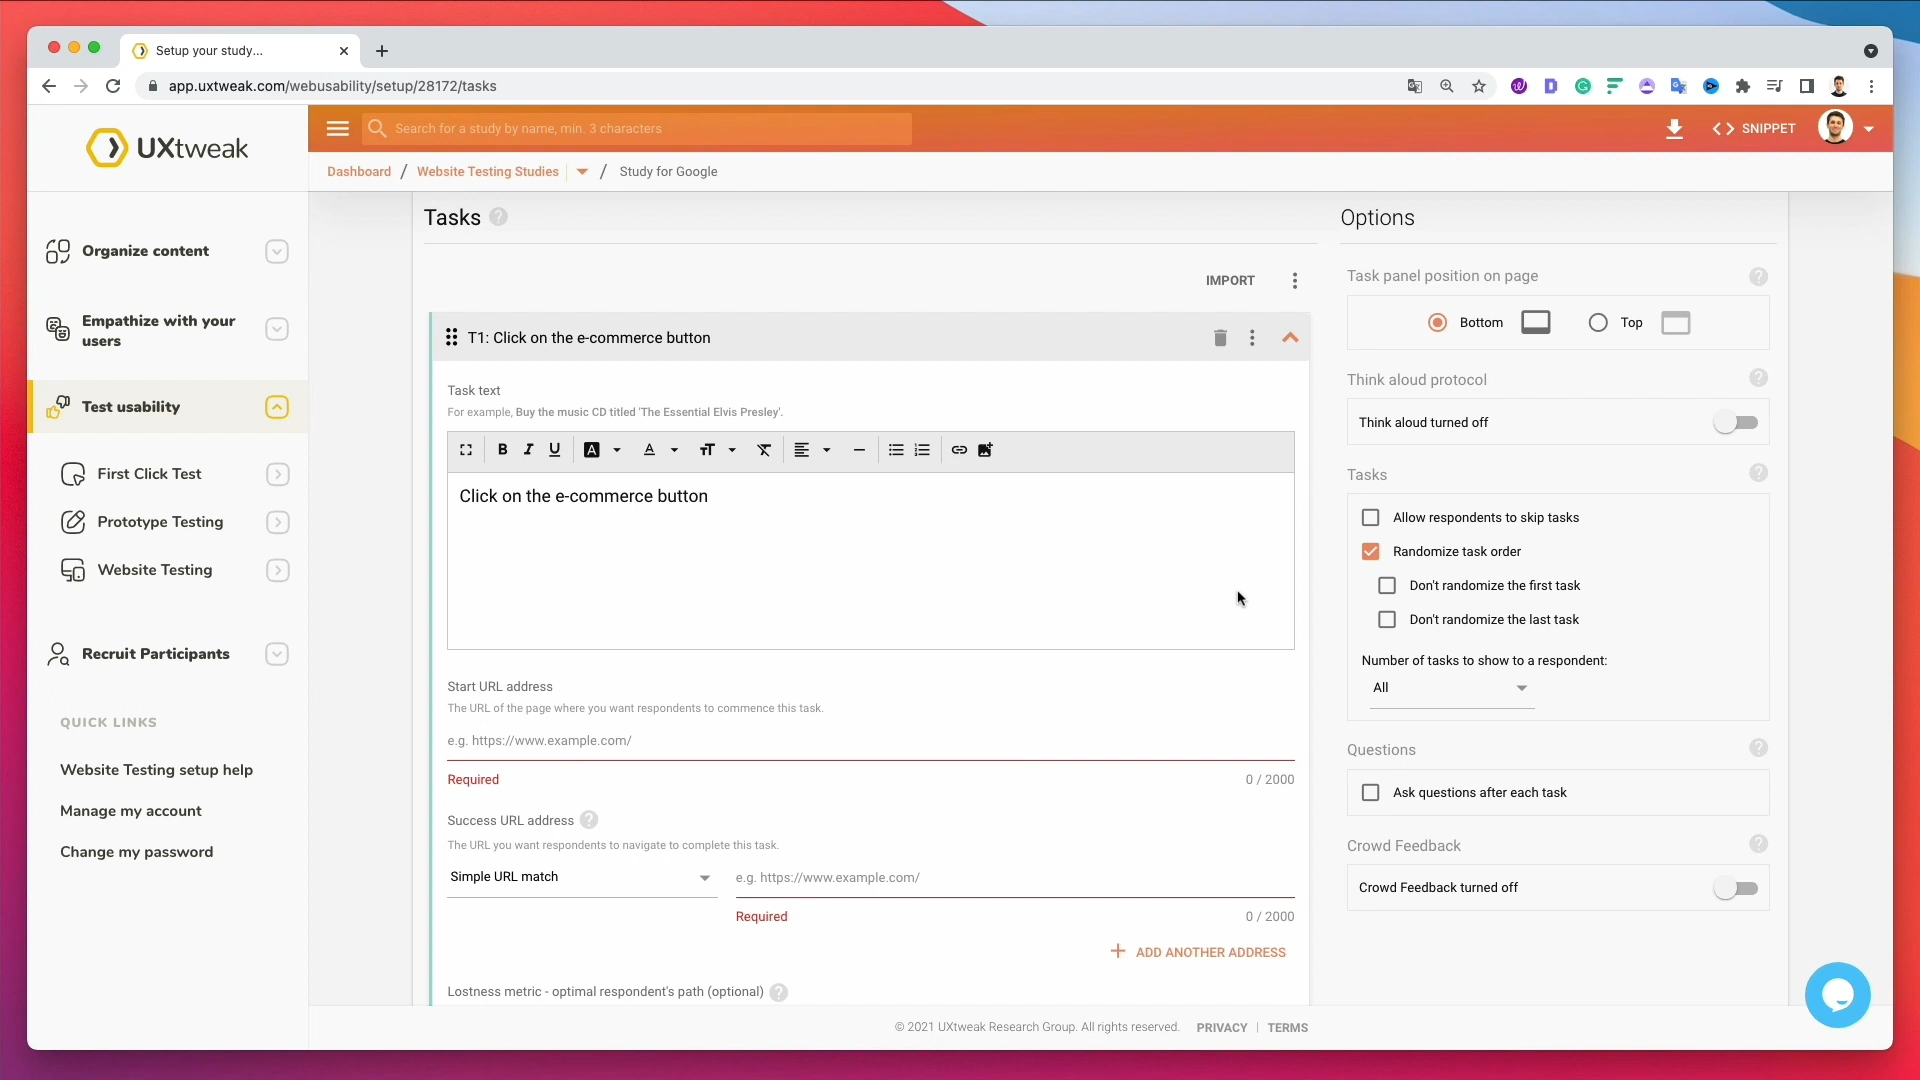 Setup your study...
app.uxtweak.com/webusability/setup/28172/tasks
UXtweak
Search for a study by name, min. 3 characters
SNIPPET
Dashboard / Website Testing Studies / Study for Google
Organize content
Empathize with your
users
Test usability
First Click Test
Prototype Testing
Website Testing
Recruit Participants
QUICK LINKS
Website Testing setup help
Manage my account
Change my password
Tasks
IMPORT
T1: Click on the e-commerce button
Task text
For example, Buy the music CD titled 'The Essential Elvis Presley'.
Click on the e-commerce button
Start URL address
The URL of the page where you want respondents to commence this task.
e.g. https://www.example.com/
Required 0 / 2000
Success URL address
The URL you want respondents to navigate to complete this task.
Simple URL match e.g. https://www.example.com/
Required 0 / 2000
ADD ANOTHER ADDRESS
Lostness metric - optimal respondent's path (optional)
Options
Task panel position on page
Bottom Top
Think aloud protocol
Think aloud turned off
Tasks
Allow respondents to skip tasks
Randomize task order
Don't randomize the first task
Don't randomize the last task
Number of tasks to show to a respondent:
All
Questions
Ask questions after each task
Crowd Feedback
Crowd Feedback turned off
© 2021 UXtweak Research Group. All rights reserved. PRIVACY | TERMS